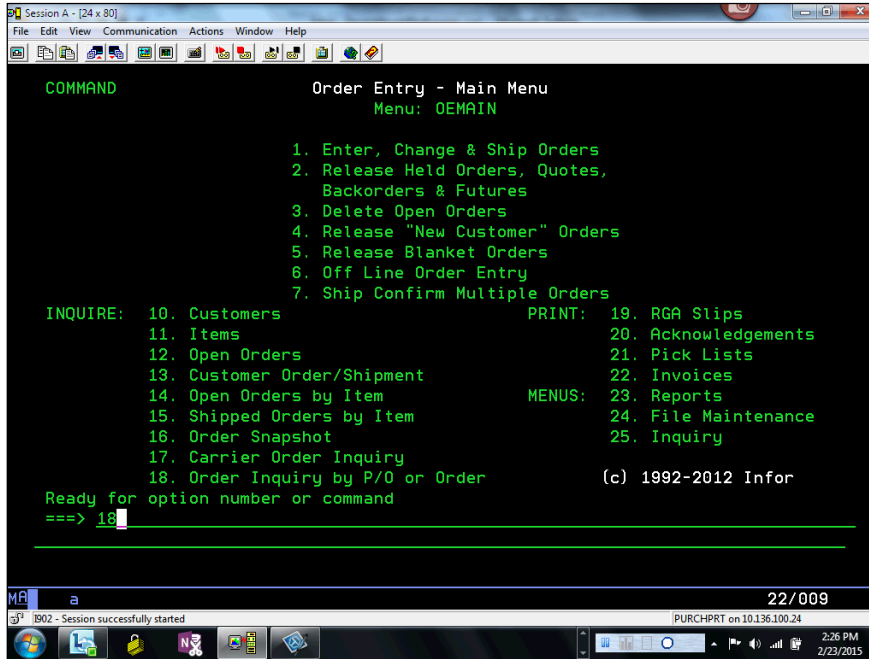 Session A - [24 x 80]
File Edit View Communication Actions Window Help
COMMAND Order Entry - Main Menu
Menu: OEMAIN
1. Enter, Change & Ship Orders
2. Release Held Orders, Quotes,
Backorders & Futures
3. Delete Open Orders
4. Release "New Customer" Orders
5. Release Blanket Orders
6. Off Line Order Entry
7. Ship Confirm Multiple Orders
INQUIRE: 10. Customers PRINT: 19. RGA Slips
11. Items 20. Acknowledgements
12. Open Orders 21. Pick Lists
13. Customer Order/Shipment 22. Invoices
14. Open Orders by Item MENUS: 23. Reports
15. Shipped Orders by Item 24. File Maintenance
16. Order Snapshot 25. Inquiry
17. Carrier Order Inquiry
18. Order Inquiry by P/O or Order (c) 1992-2012 Infor
Ready for option number or command
===> 18
MA a 22/009
I902 - Session successfully started PURCHPRT on 10.136.100.24
2:26 PM
2/23/2015